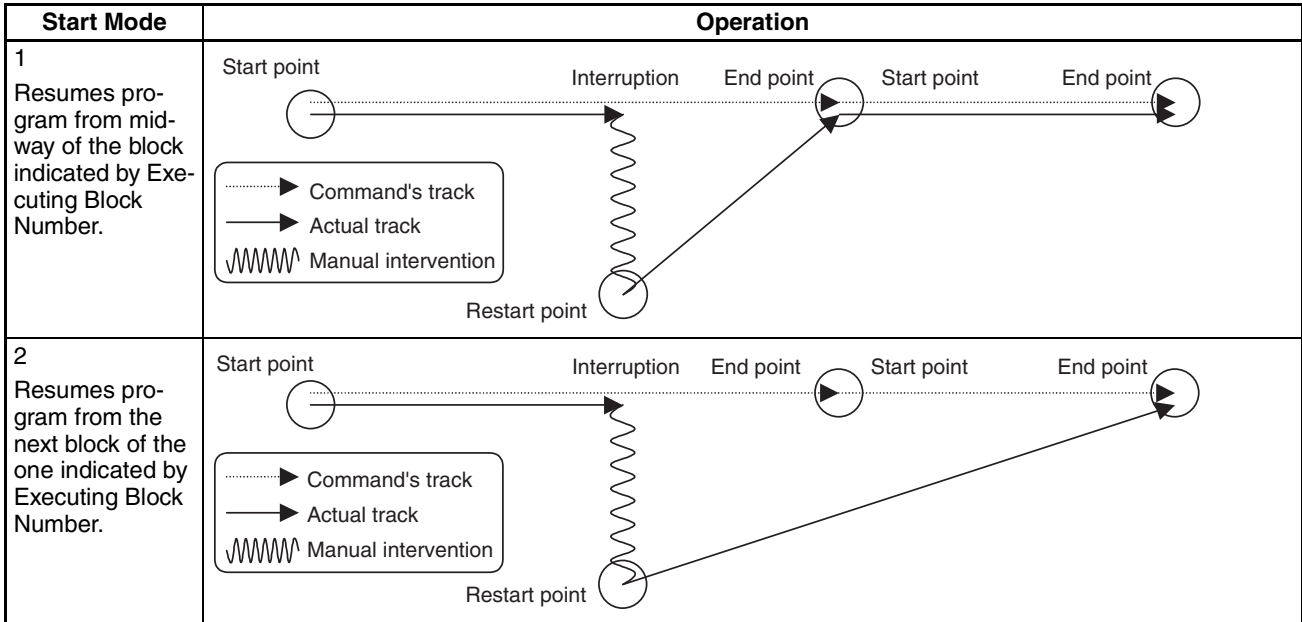 Start Mode
Operation
1
Resumes pro-
gram from mid-
way of the block
indicated by Exe-
cuting Block
Number.
Start point
Interruption
End point
Start point
End point
Command's track
Actual track
Manual intervention
Restart point
2
Resumes pro-
gram from the
next block of the
one indicated by
Executing Block
Number.
Start point
Interruption
End point
Start point
End point
Command's track
Actual track
Manual intervention
Restart point